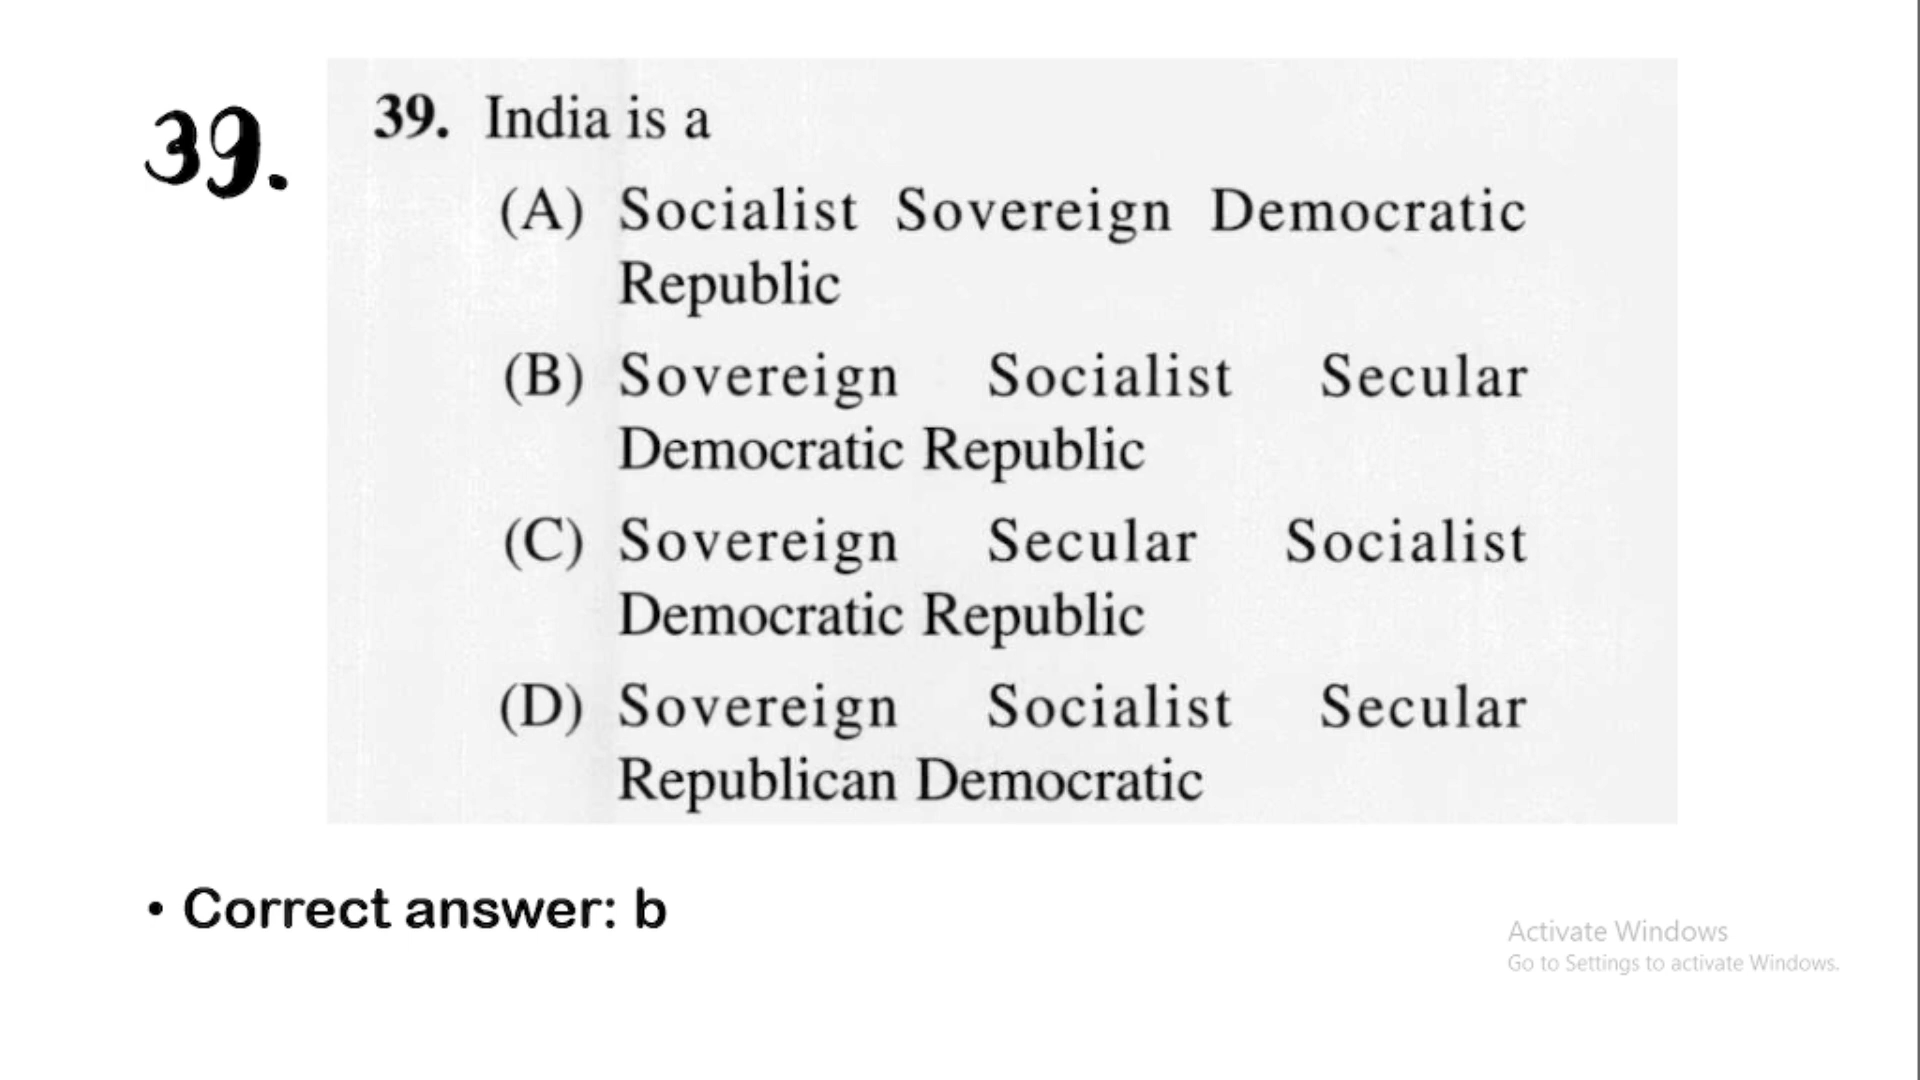 39.
39. India is a
(A) Socialist Sovereign Democratic
Republic
(B) Sovereign Socialist Secular
Democratic Republic
(C) Sovereign Secular Socialist
Democratic Republic
(D) Sovereign Socialist Secular
Republican Democratic
• Correct answer: b
Activate Windows
Go to Settings to activate Windows.